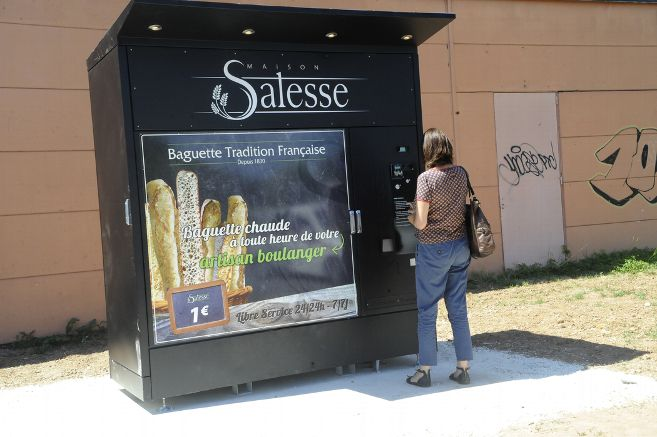 MAISON
Salesse
Baguette Tradition Française
Depuis 1820
Baguette chaude
à toute heure de votre
artisan boulanger
Salesse
1€
Libre Service 24/24h - 7/7J